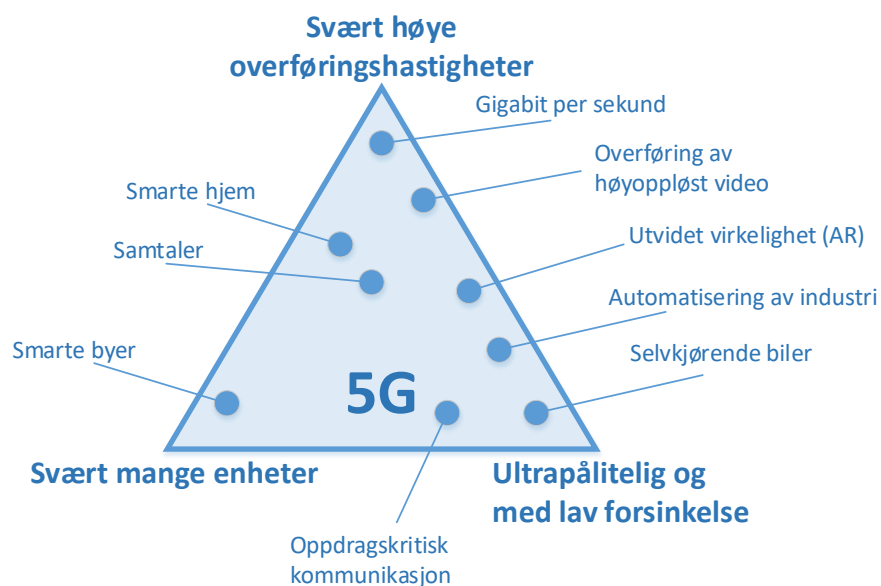 Svært høye
overføringshastigheter
Gigabit per sekund
Overføring av
høyoppløst video
Smarte hjem
Utvidet virkelighet (AR)
Samtaler
Automatisering av industri
Smarte byer
Selvkjørende biler
5G
Svært mange enheter
Ultrapålitelig og
med lav forsinkelse
Oppdragskritisk
kommunikasjon